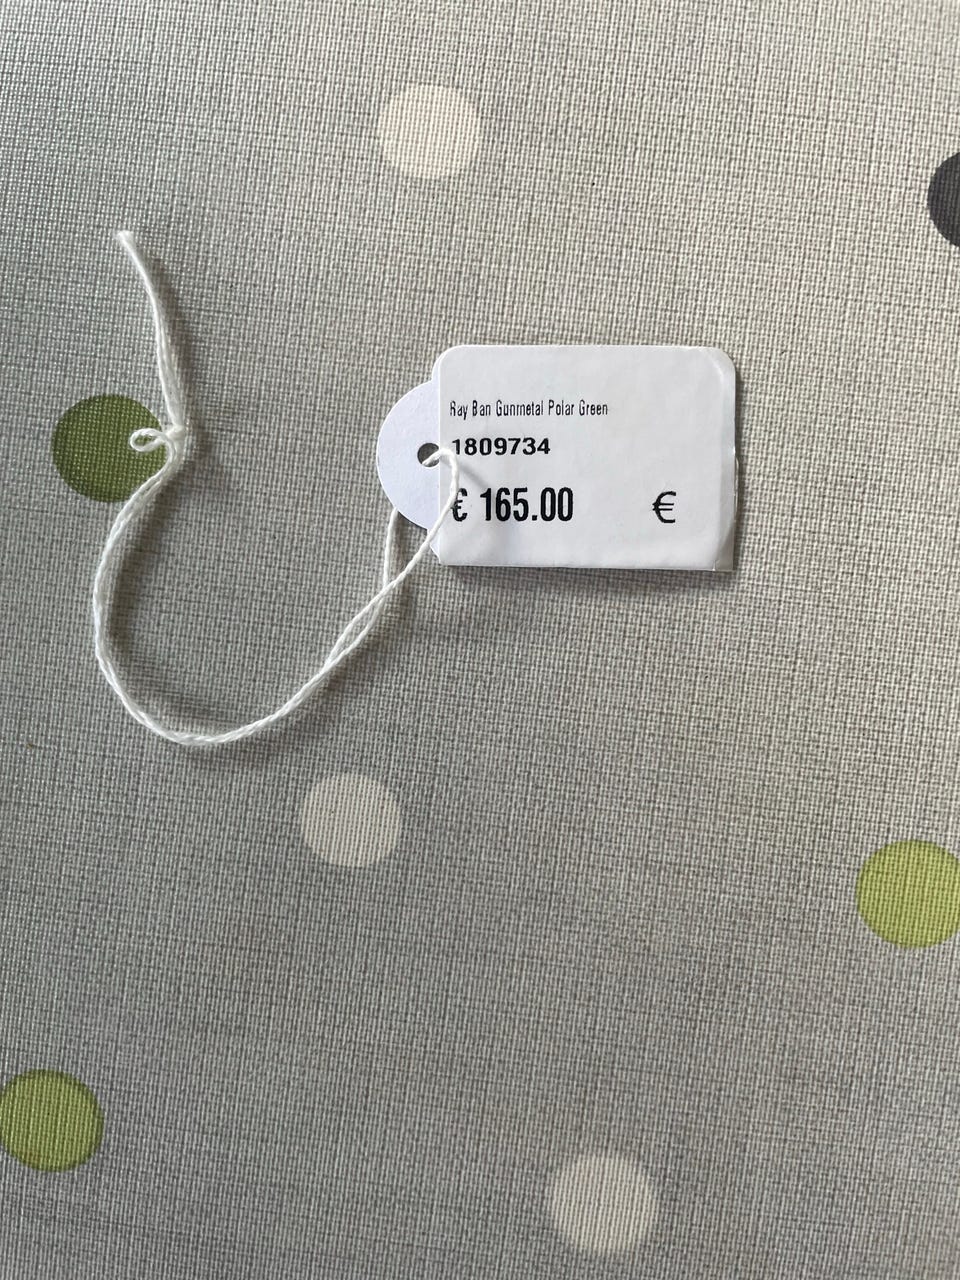 Ray Ban Gunmetal Polar Green
1809734
€ 165.00 €